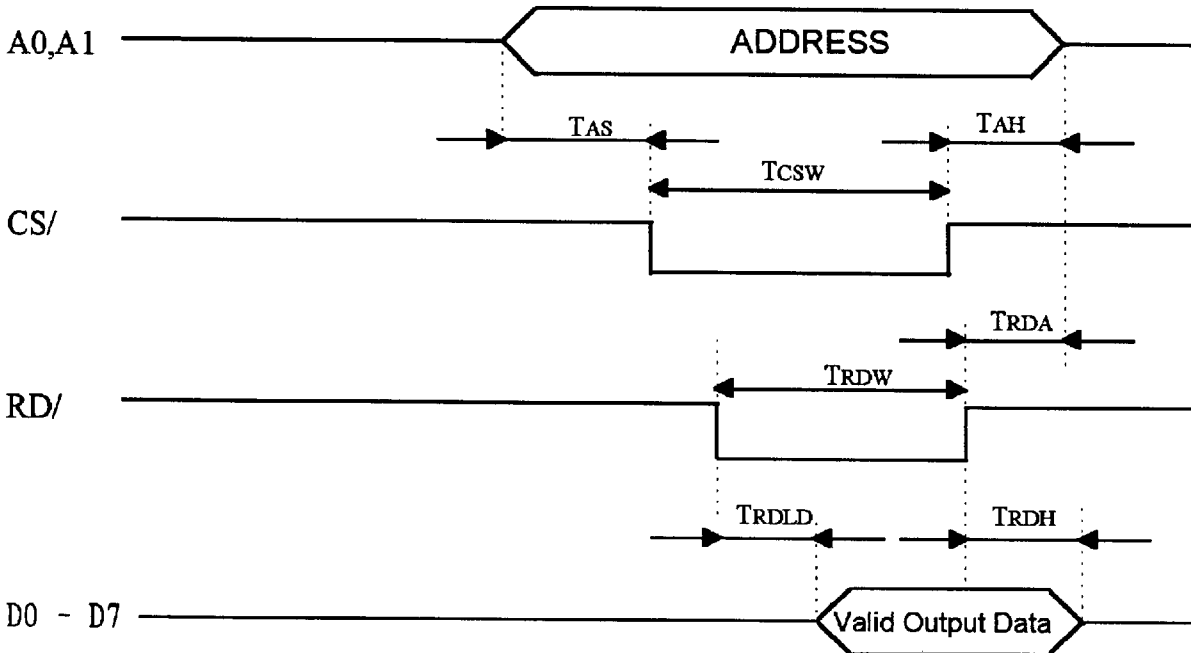 A0,A1
ADDRESS
TAS
TAH
TCSW
CS/
TRDA
TRDW
RD/
TRDLD
TRDH
D0 - D7
Valid Output Data